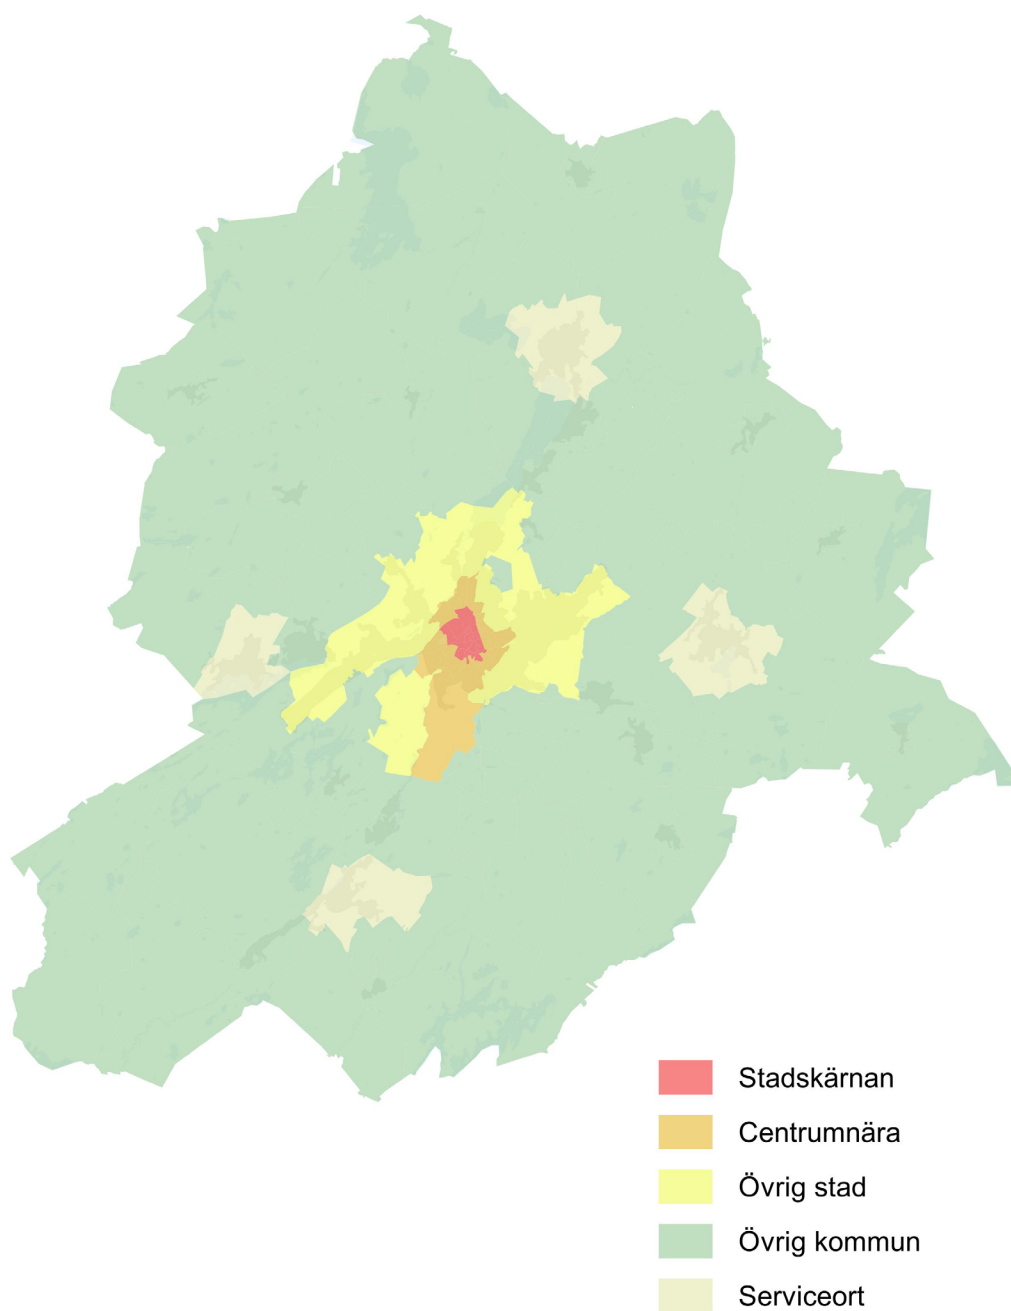 Stadskärnan
Centrumnära
Övrig stad
Övrig kommun
Serviceort